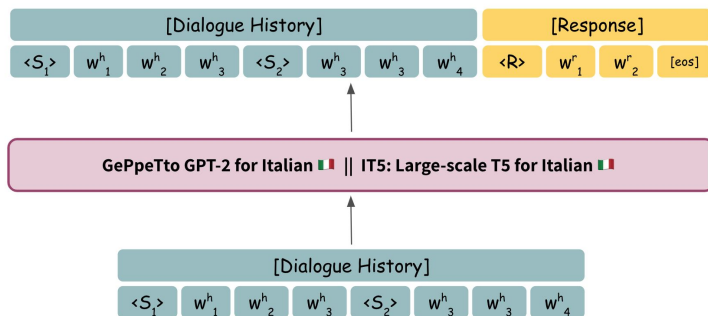 [Dialogue History] [Response]
<S₁> wʰ₁ wʰ₂ wʰ₃ <S₂> wʰ₃ wʰ₃ wʰ₄ <R> wʳ₁ wʳ₂ [eos]
GePpeTto GPT-2 for Italian 🇮🇹 || IT5: Large-scale T5 for Italian 🇮🇹
[Dialogue History]
<S₁> wʰ₁ wʰ₂ wʰ₃ <S₂> wʰ₃ wʰ₃ wʰ₄